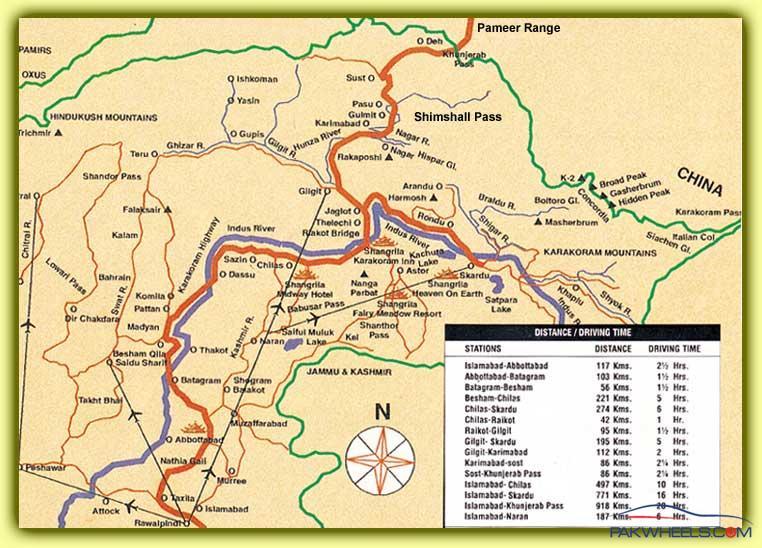 Pameer Range
Deh
Khunjerab
Pass
PAMIRS
OXUS
Ishkoman
Sust
Yasin
Pasu
Gulmit
Karimabad
Shimshall Pass
HINDUKUSH MOUNTAINS
Trichmir
Gupis
Hunza River
Nagar R.
Ghizar R.
Gilgit R.
Nagar
Hispar Gl.
Teru
Rakaposhi
Shandor Pass
K-2
Broad Peak
Gasherbrum
Hidden Peak
Concordia
CHINA
Gilgit
Arandu
Harmosh
Uraldu R.
Boltoro Gl.
Masherbrum
Karakoram Pass
Italian Col
Siachen Gl.
Chitral R.
Falaksair
Jaglot
Thelechi
Rakot Bridge
Rondu
Shigar R.
Kalam
Karakoram Highway
Indus River
Indus River
Shangrila
Karakoram Inn
Kachura
Lake
KARAKORAM MOUNTAINS
Lowari Pass
Bahrain
Sazin
Chilas
Dassu
Astor
Skardu
Shangrila
Midway Hotel
Nanga
Parbat
Shangrila
Heaven On Earth
Khaplu
Shyok R.
Swat R.
Komila
Pattan
Babusar Pass
Shangrila
Fairy Meadow Resort
Satpara
Lake
Indus R.
Dir
Chakdara
Madyan
Kashmir R.
Saiful Muluk
Lake
Shanthor
Pass
Naran
Kel
Besham Qila
Saidu Sharif
Thakot
Batagram
Shogram
Balakot
JAMMU & KASHMIR
Takht Bhai
Muzaffarabad
Abbottabad
N
Nathia Gali
Peshawar
Murree
Taxila
Attock
Islamabad
Rawalpindi
DISTANCE / DRIVING TIME
STATIONS DISTANCE DRIVING TIME
Islamabad-Abbottabad 117 Kms. 2½ Hrs.
Abbottabad-Batagram 103 Kms. 1½ Hrs.
Batagram-Besham 56 Kms. 1½ Hrs.
Besham-Chilas 221 Kms. 5 Hrs.
Chilas-Skardu 274 Kms. 6 Hrs.
Chilas-Raikot 42 Kms. 1 Hr.
Raikot-Gilgit 95 Kms. 1½ Hrs.
Gilgit- Skardu 195 Kms. 5 Hrs.
Gilgit-Karimabad 112 Kms. 2 Hrs.
Karimabad-sost 86 Kms. 2¼ Hrs.
Sost-Khunjerab Pass 86 Kms. 2¼ Hrs.
Islamabad- Chilas 497 Kms. 10 Hrs.
Islamabad- Skardu 771 Kms. 16 Hrs.
Islamabad-Khunjerab Pass 918 Kms. 20 Hrs.
Islamabad-Naran 187 Kms. 6 Hrs.
PAKWHEELS.COM